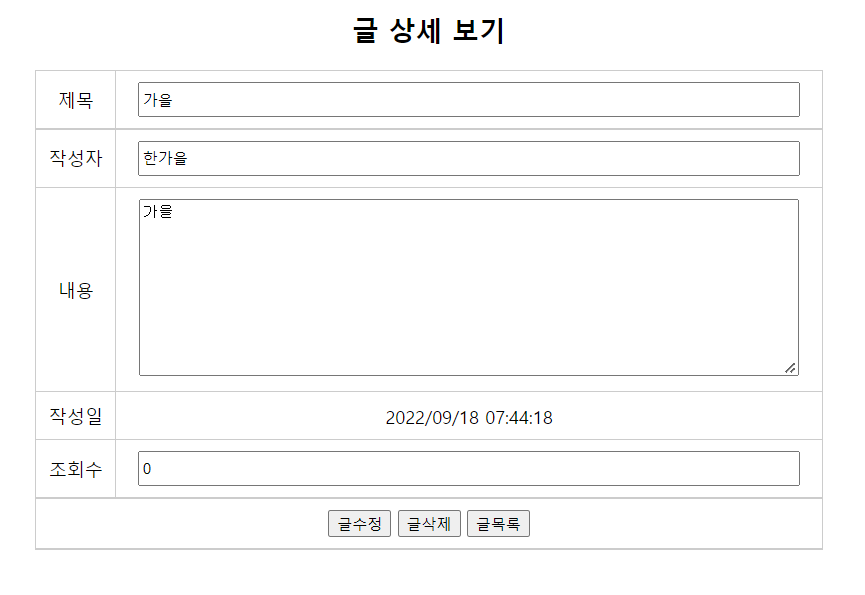 글 상세 보기
제목 가을
작성자 한가을
내용 가을
작성일 2022/09/18 07:44:18
조회수 0
글수정 글삭제 글목록